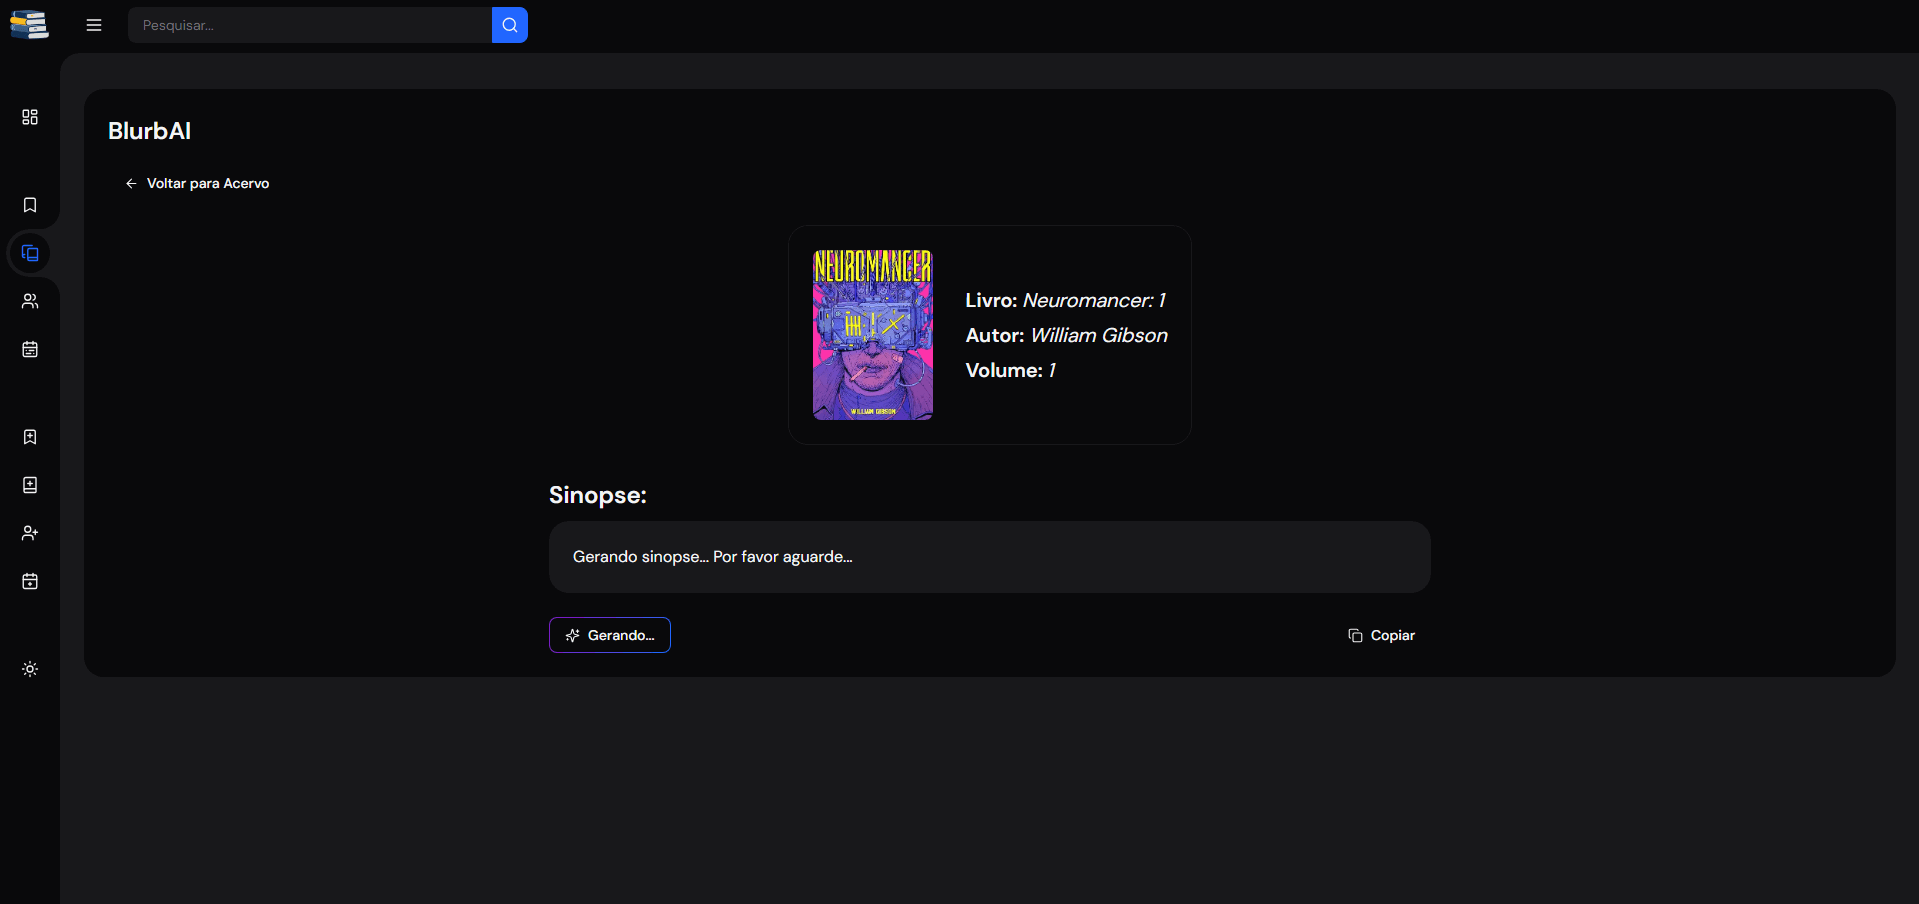 Pesquisar...
BlurbAI
Voltar para Acervo
NEUROMANCER
WILLIAM GIBSON
Livro: Neuromancer: 1
Autor: William Gibson
Volume: 1
Sinopse:
Gerando sinopse... Por favor aguarde...
Gerando...
Copiar